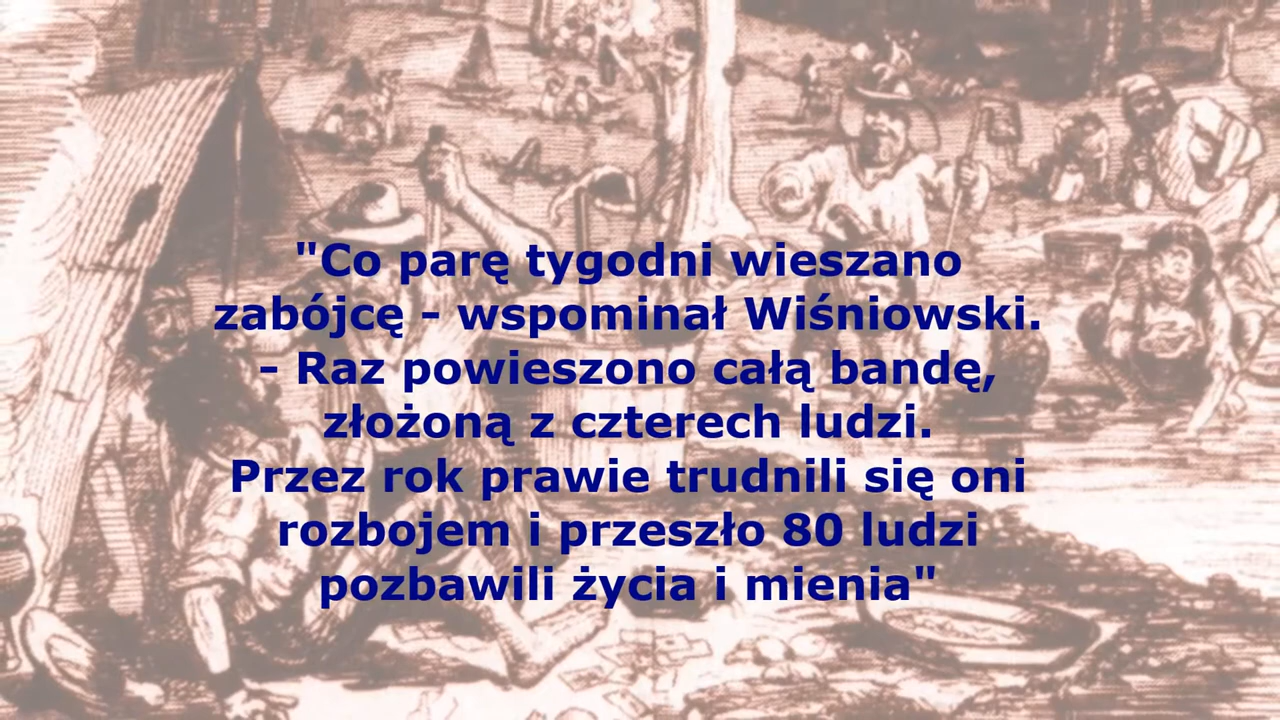 "Co parę tygodni wieszano
zabójcę - wspominał Wiśniowski.
- Raz powieszono całą bandę,
złożoną z czterech ludzi.
Przez rok prawie trudnili się oni
rozbojem i przeszło 80 ludzi
pozbawili życia i mienia"